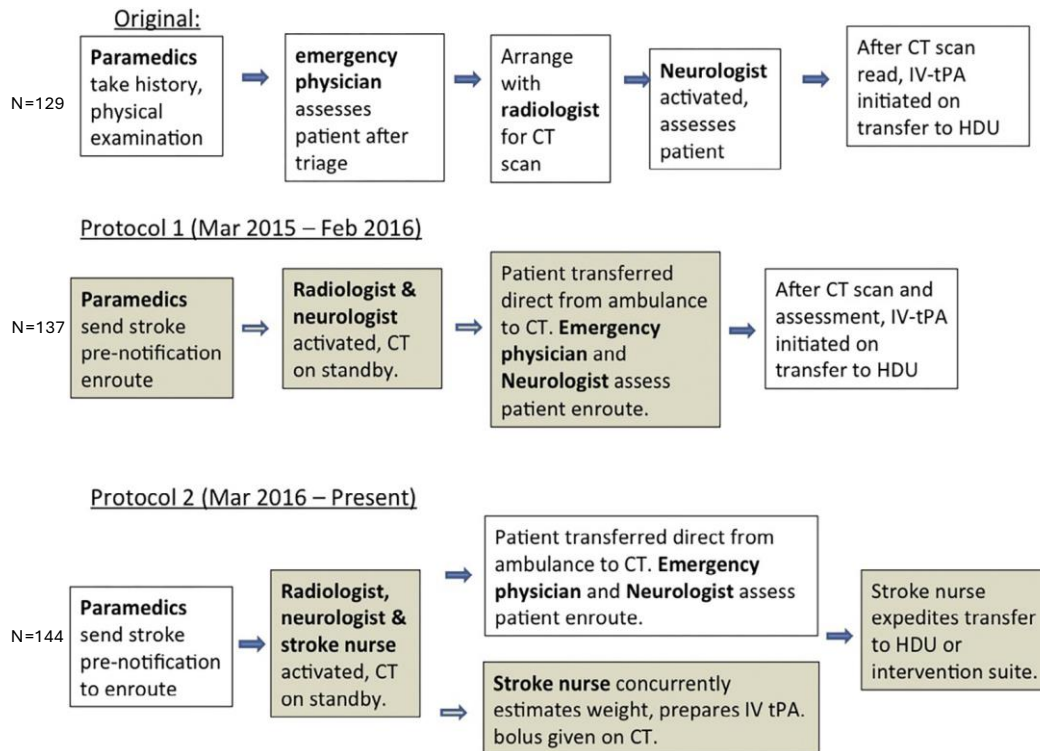 Original:
N=129
Paramedics
take history,
physical
examination
emergency
physician
assesses
patient after
triage
Arrange
with
radiologist
for CT
scan
Neurologist
activated,
assesses
patient
After CT scan
read, IV-tPA
initiated on
transfer to HDU
Protocol 1 (Mar 2015 – Feb 2016)
N=137
Paramedics
send stroke
pre-notification
enroute
Radiologist &
neurologist
activated, CT
on standby.
Patient transferred
direct from ambulance
to CT. Emergency
physician and
Neurologist assess
patient enroute.
After CT scan and
assessment, IV-tPA
initiated on
transfer to HDU
Protocol 2 (Mar 2016 – Present)
N=144
Paramedics
send stroke
pre-notification
to enroute
Radiologist,
neurologist &
stroke nurse
activated, CT
on standby.
Patient transferred direct from
ambulance to CT. Emergency
physician and Neurologist assess
patient enroute.
Stroke nurse concurrently
estimates weight, prepares IV tPA.
bolus given on CT.
Stroke nurse
expedites transfer
to HDU or
intervention suite.